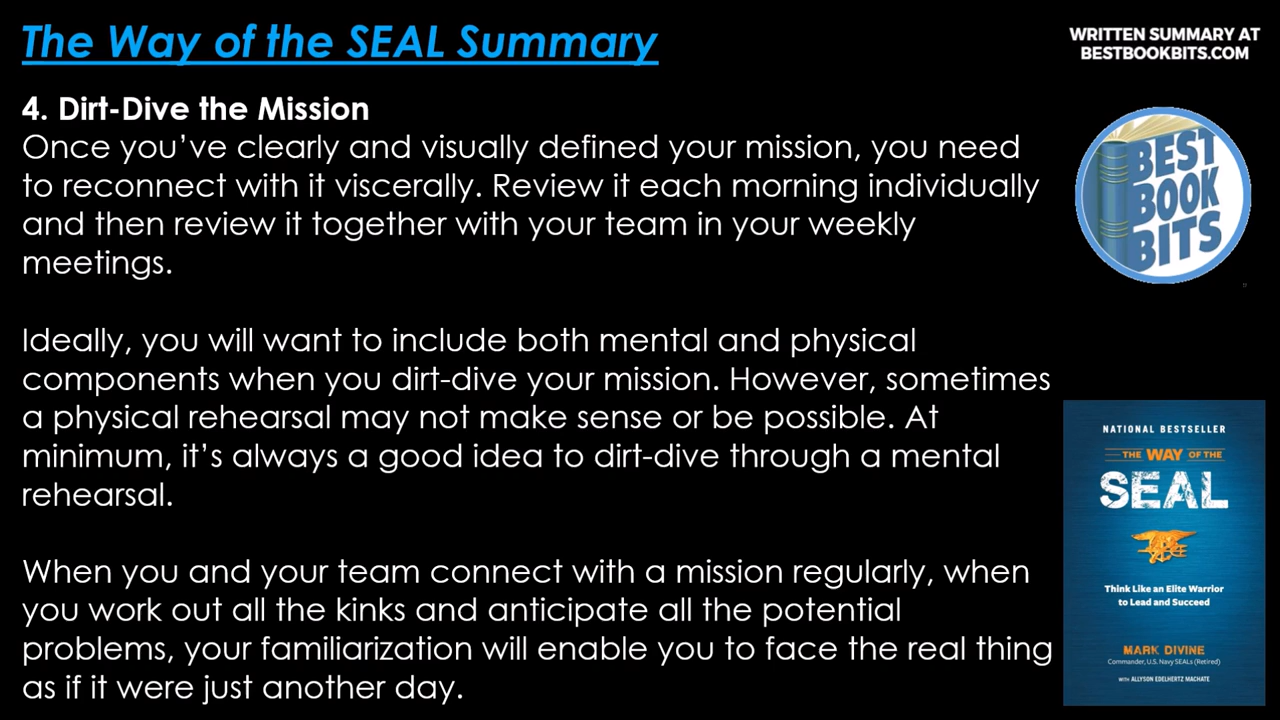 The Way of the SEAL Summary
WRITTEN SUMMARY AT
BESTBOOKBITS.COM
4. Dirt-Dive the Mission
Once you’ve clearly and visually defined your mission, you need
to reconnect with it viscerally. Review it each morning individually
and then review it together with your team in your weekly
meetings.
Ideally, you will want to include both mental and physical
components when you dirt-dive your mission. However, sometimes
a physical rehearsal may not make sense or be possible. At
minimum, it’s always a good idea to dirt-dive through a mental
rehearsal.
When you and your team connect with a mission regularly, when
you work out all the kinks and anticipate all the potential
problems, your familiarization will enable you to face the real thing
as if it were just another day.
BEST
BOOK
BITS
NATIONAL BESTSELLER
THE WAY OF THE
SEAL
Think Like an Elite Warrior
to Lead and Succeed
MARK DIVINE
Commander, U.S. Navy SEALs (Retired)
WITH ALLYSON EDELHERTZ MACHATE